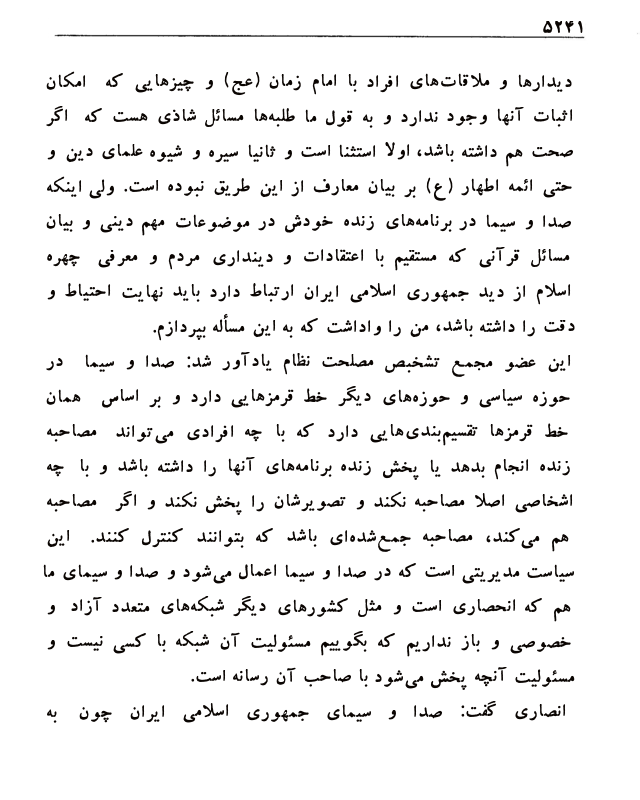 ۵۲۴۱
دیدارها و ملاقات‌های افراد با امام زمان (عج) و چیزهایی که امکان
اثبات آنها وجود ندارد و به قول ما طلبه‌ها مسائل شاذی هست که اگر
صحت هم داشته باشد، اولا استثنا است و ثانیا سیره و شیوه علمای دین و
حتی ائمه اطهار (ع) بر بیان معارف از این طریق نبوده است. ولی اینکه
صدا و سیما در برنامه‌های زنده خودش در موضوعات مهم دینی و بیان
مسائل قرآنی که مستقیم با اعتقادات و دینداری مردم و معرفی چهره
اسلام از دید جمهوری اسلامی ایران ارتباط دارد باید نهایت احتیاط و
دقت را داشته باشد، من را واداشت که به این مسأله بپردازم.
این عضو مجمع تشخیص مصلحت نظام یادآور شد: صدا و سیما در
حوزه سیاسی و حوزه‌های دیگر خط قرمزهایی دارد و بر اساس همان
خط قرمزها تقسیم‌بندی‌هایی دارد که با چه افرادی می‌تواند مصاحبه
زنده انجام بدهد یا پخش زنده برنامه‌های آنها را داشته باشد و با چه
اشخاصی اصلا مصاحبه نکند و تصویرشان را پخش نکند و اگر مصاحبه
هم می‌کند، مصاحبه جمع‌شده‌ای باشد که بتوانند کنترل کنند. این
سیاست مدیریتی است که در صدا و سیما اعمال می‌شود و صدا و سیمای ما
هم که انحصاری است و مثل کشورهای دیگر شبکه‌های متعدد آزاد و
خصوصی و باز نداریم که بگوییم مسئولیت آن شبکه با کسی نیست و
مسئولیت آنچه پخش می‌شود با صاحب آن رسانه است.
انصاری گفت: صدا و سیمای جمهوری اسلامی ایران چون به